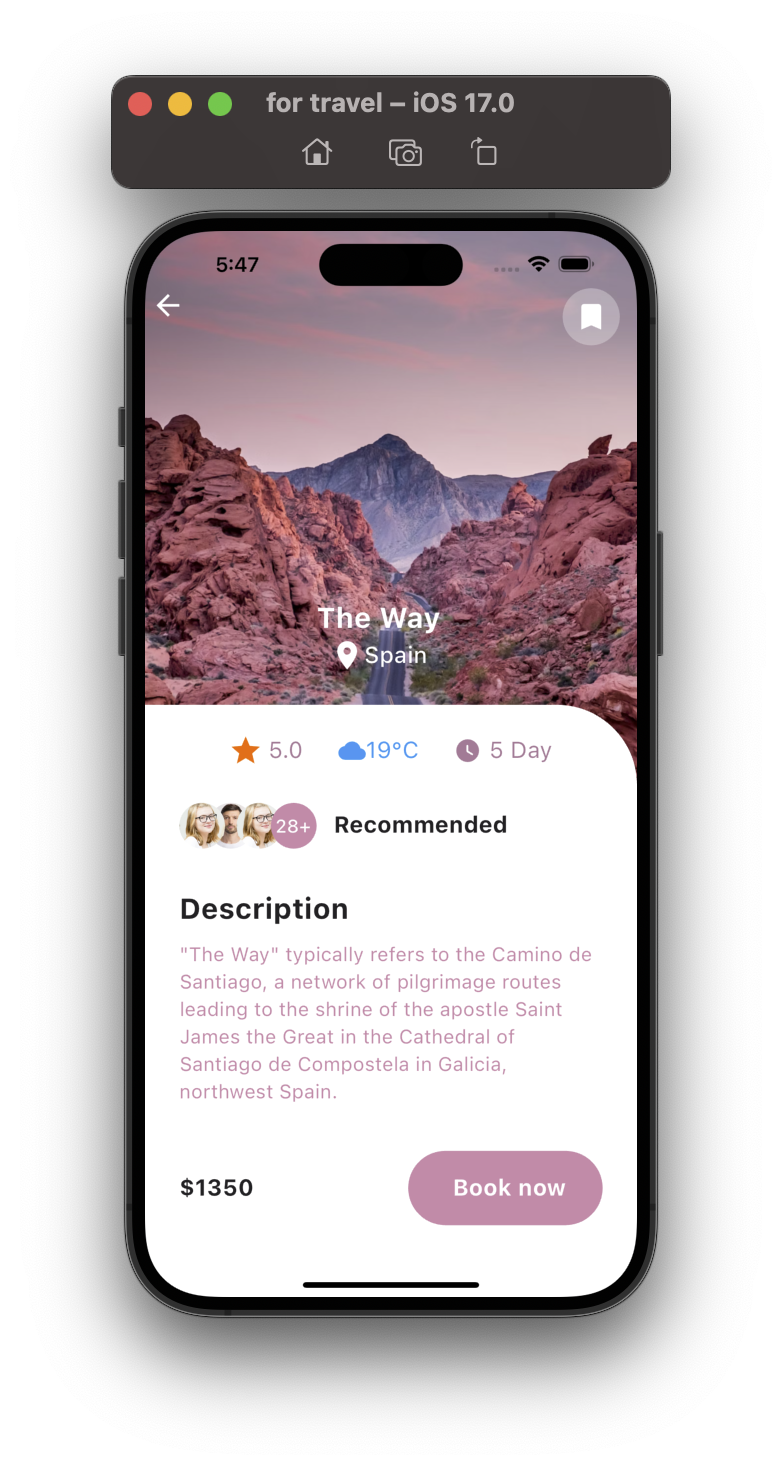 for travel – iOS 17.0
5:47
The Way
Spain
5.0
19°C
5 Day
28+
Recommended
Description
"The Way" typically refers to the Camino de
Santiago, a network of pilgrimage routes
leading to the shrine of the apostle Saint
James the Great in the Cathedral of
Santiago de Compostela in Galicia,
northwest Spain.
$1350
Book now